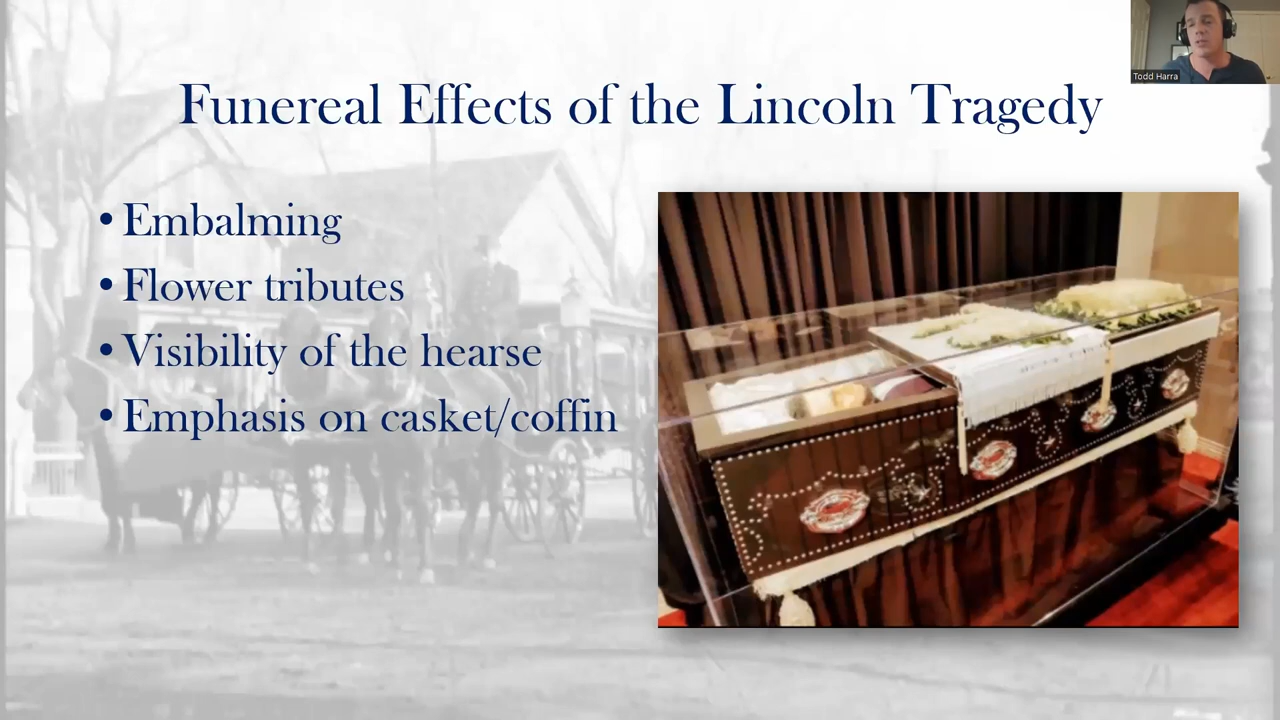 Todd Harra
Funereal Effects of the Lincoln Tragedy
• Embalming
• Flower tributes
• Visibility of the hearse
• Emphasis on casket/coffin